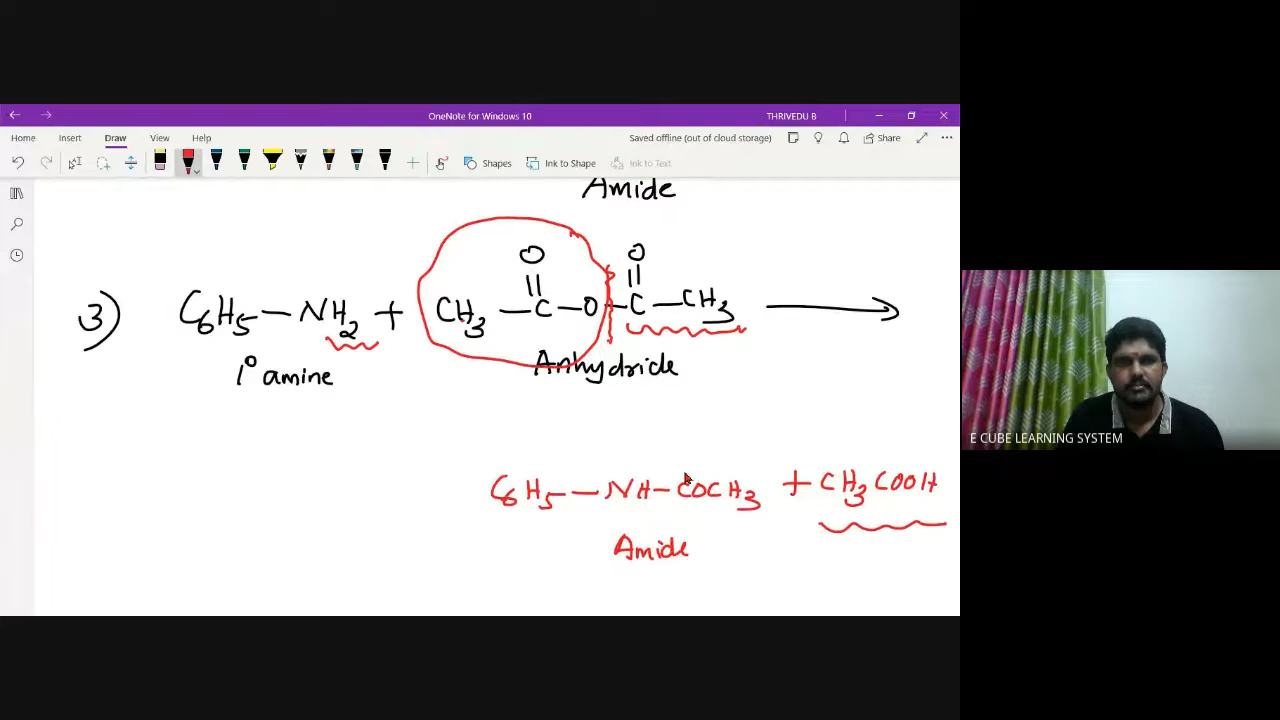 OneNote for Windows 10
THRIVEDU B
Home Insert Draw View Help
Saved offline (out of cloud storage)
Share
Shapes
Ink to Shape
Ink to Text
Amide
O O
|| ||
3) C6H5—NH2 + CH3—C—O—C—CH3 ⟶
1° amine
Anhydride
C6H5—NH—COCH3 + CH3COOH
Amide
E CUBE LEARNING SYSTEM